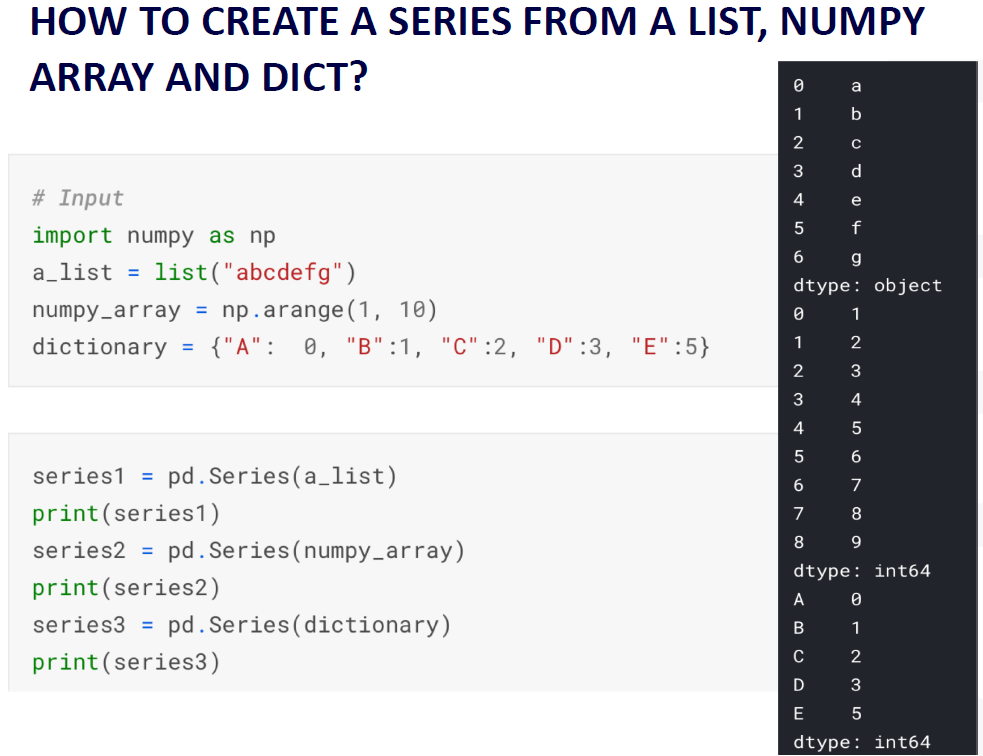 HOW TO CREATE A SERIES FROM A LIST, NUMPY
ARRAY AND DICT?
# Input
import numpy as np
a_list = list("abcdefg")
numpy_array = np.arange(1, 10)
dictionary = {"A":  0, "B":1, "C":2, "D":3, "E":5}
series1 = pd.Series(a_list)
print(series1)
series2 = pd.Series(numpy_array)
print(series2)
series3 = pd.Series(dictionary)
print(series3)
0    a
1    b
2    c
3    d
4    e
5    f
6    g
dtype: object
0    1
1    2
2    3
3    4
4    5
5    6
6    7
7    8
8    9
dtype: int64
A    0
B    1
C    2
D    3
E    5
dtype: int64